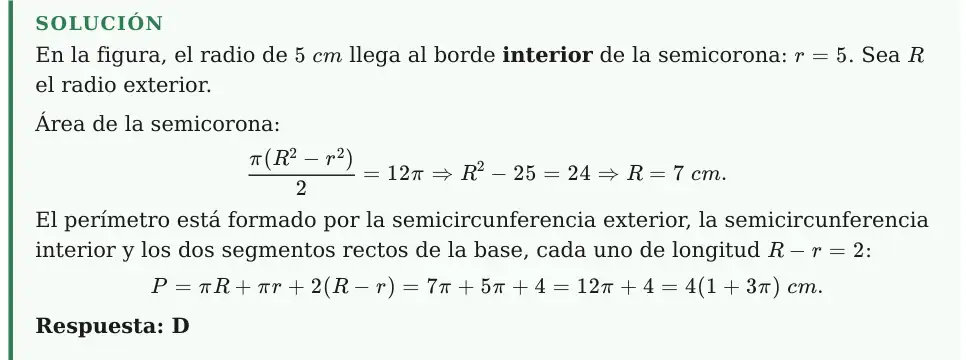 SOLUCIÓN
En la figura, el radio de 5 cm llega al borde interior de la semicorona: r = 5. Sea R
el radio exterior.
Área de la semicorona:
π(R² − r²)/2 = 12π ⇒ R² − 25 = 24 ⇒ R = 7 cm.
El perímetro está formado por la semicircunferencia exterior, la semicircunferencia
interior y los dos segmentos rectos de la base, cada uno de longitud R − r = 2:
P = πR + πr + 2(R − r) = 7π + 5π + 4 = 12π + 4 = 4(1 + 3π) cm.
Respuesta: D